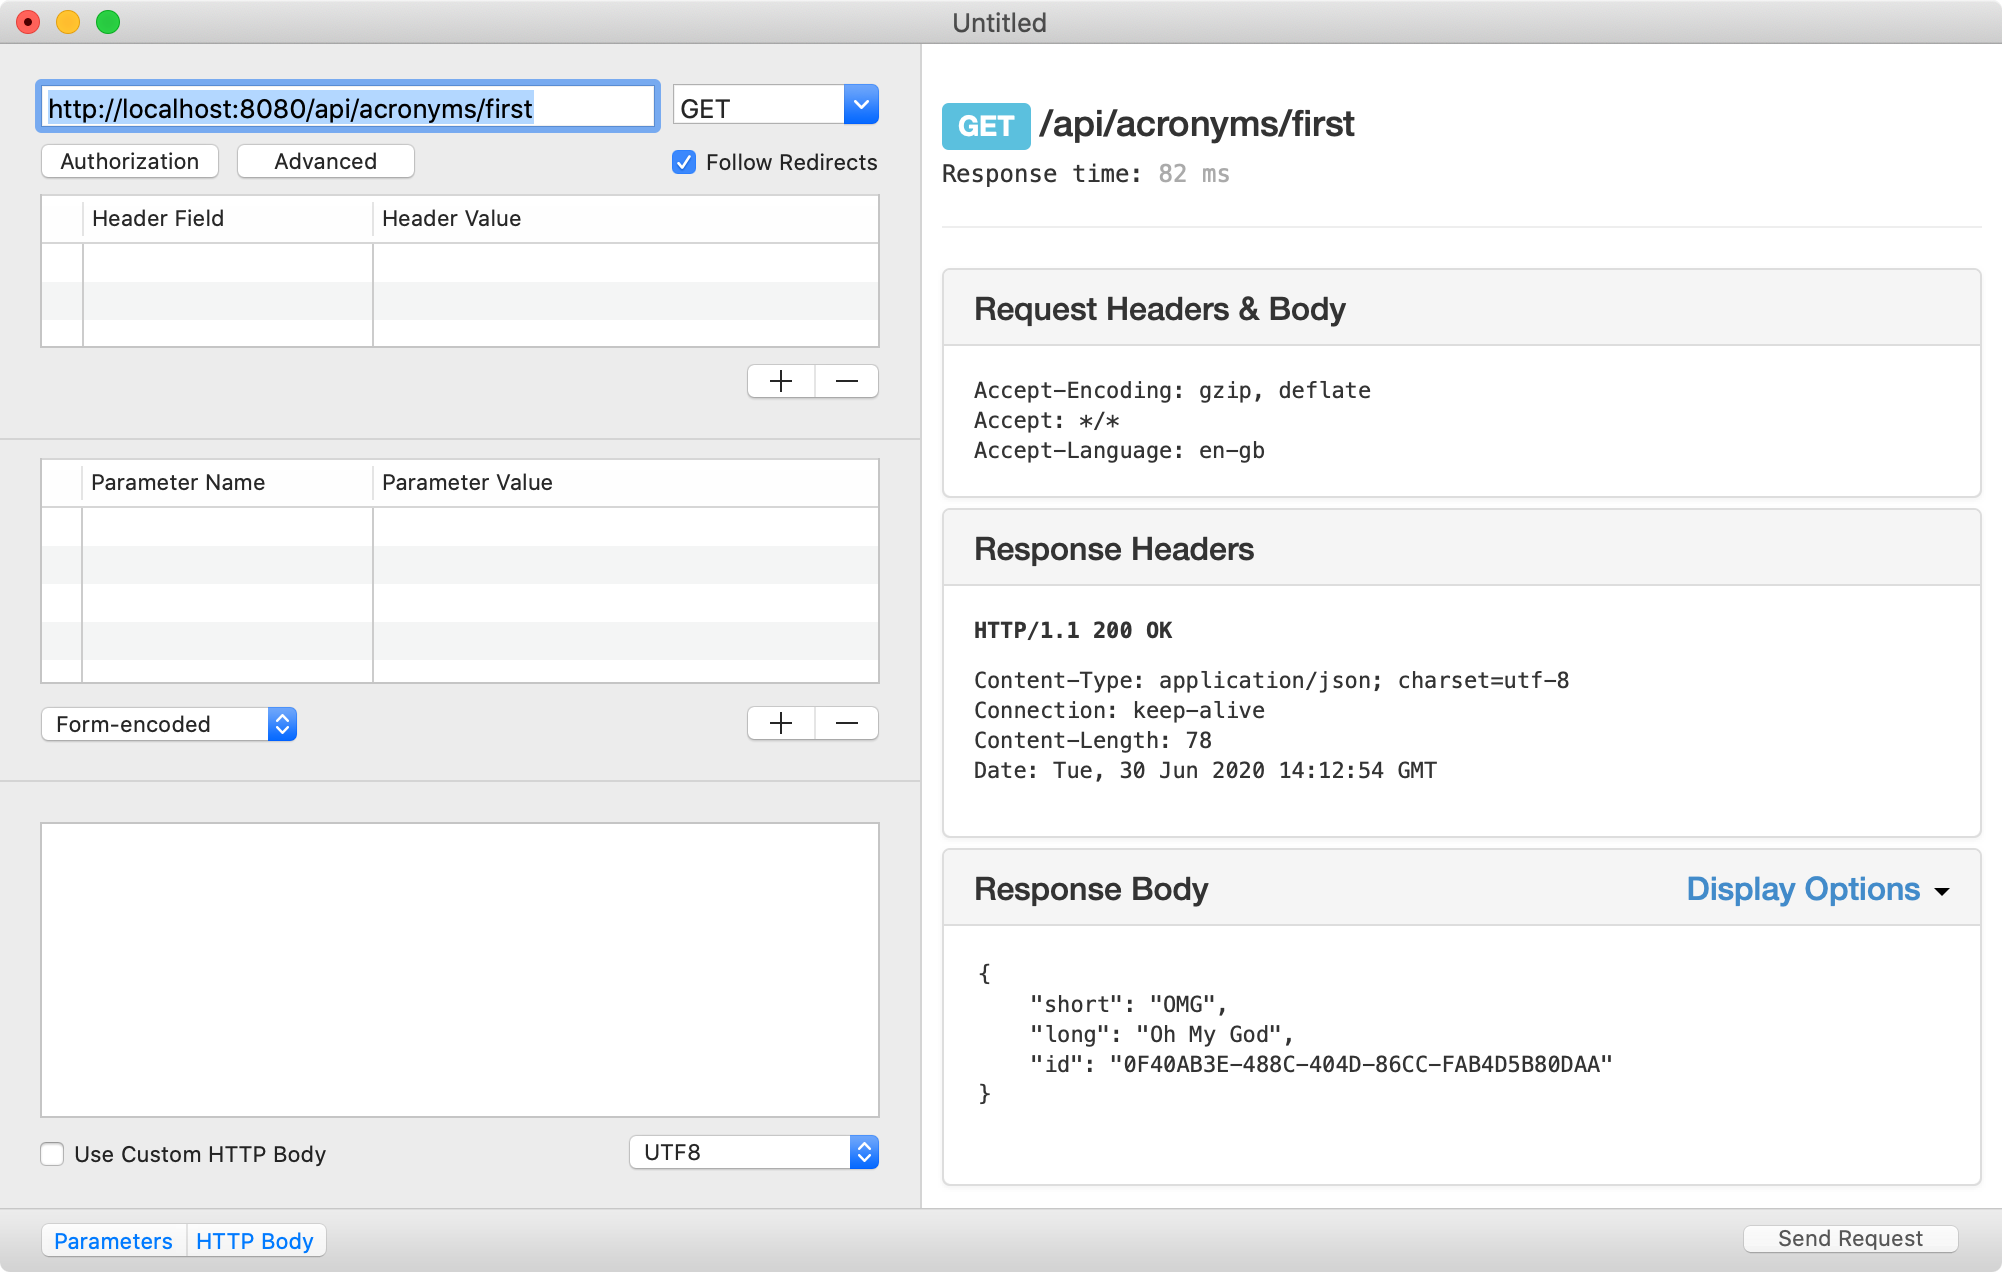 Untitled
http://localhost:8080/api/acronyms/first
GET
Authorization
Advanced
Follow Redirects
Header Field
Header Value
Parameter Name
Parameter Value
Form-encoded
Use Custom HTTP Body
UTF8
Parameters
HTTP Body
GET /api/acronyms/first
Response time: 82 ms
Request Headers & Body
Accept-Encoding: gzip, deflate
Accept: */*
Accept-Language: en-gb
Response Headers
HTTP/1.1 200 OK
Content-Type: application/json; charset=utf-8
Connection: keep-alive
Content-Length: 78
Date: Tue, 30 Jun 2020 14:12:54 GMT
Response Body
Display Options
{
"short": "OMG",
"long": "Oh My God",
"id": "0F40AB3E-488C-404D-86CC-FAB4D5B80DAA"
}
Send Request